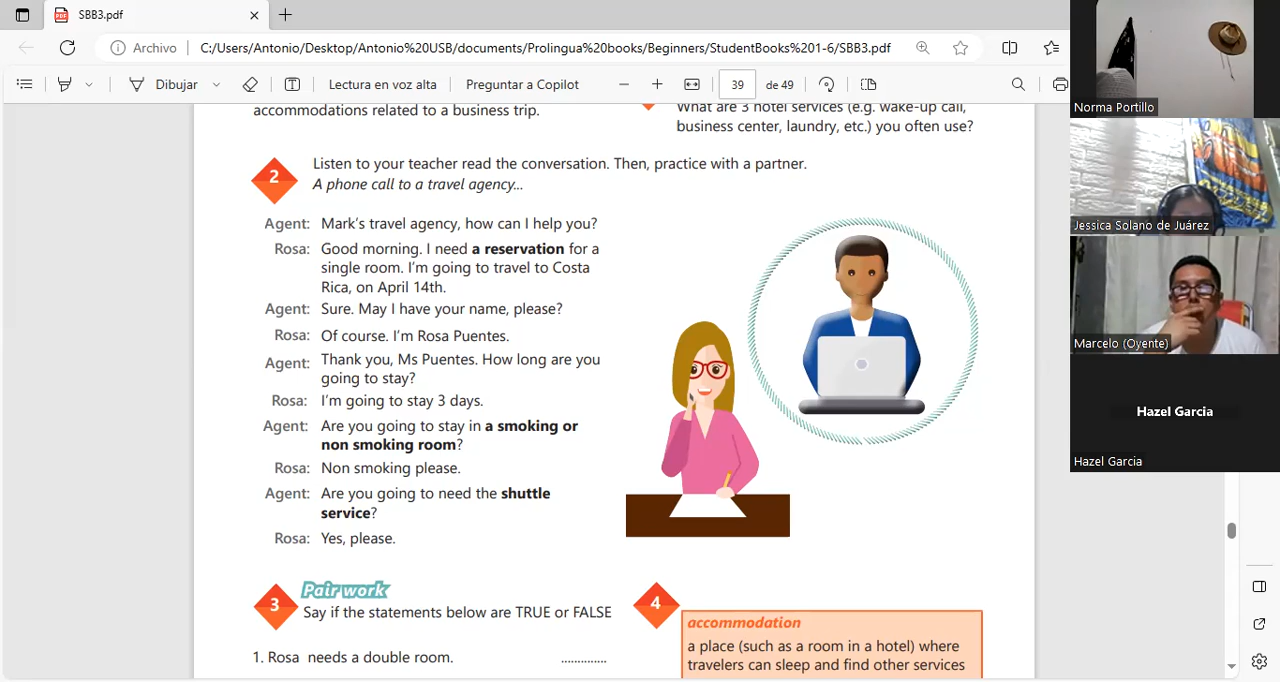 SBB3.pdf
Archivo
C:/Users/Antonio/Desktop/Antonio%20USB/documents/Prolingua%20books/Beginners/StudentBooks%201-6/SBB3.pdf
Dibujar
Lectura en voz alta
Preguntar a Copilot
39
de 49
accommodations related to a business trip.
What are 3 hotel services (e.g. wake-up call,
business center, laundry, etc.) you often use?
2
Listen to your teacher read the conversation. Then, practice with a partner.
A phone call to a travel agency...
Agent: Mark's travel agency, how can I help you?
Rosa: Good morning. I need a reservation for a
single room. I'm going to travel to Costa
Rica, on April 14th.
Agent: Sure. May I have your name, please?
Rosa: Of course. I'm Rosa Puentes.
Agent: Thank you, Ms Puentes. How long are you
going to stay?
Rosa: I'm going to stay 3 days.
Agent: Are you going to stay in a smoking or
non smoking room?
Rosa: Non smoking please.
Agent: Are you going to need the shuttle
service?
Rosa: Yes, please.
3
Pair work
Say if the statements below are TRUE or FALSE
1. Rosa needs a double room. ..............
4
accommodation
a place (such as a room in a hotel) where
travelers can sleep and find other services
Norma Portillo
Jessica Solano de Juárez
Marcelo (Oyente)
Hazel Garcia
Hazel Garcia